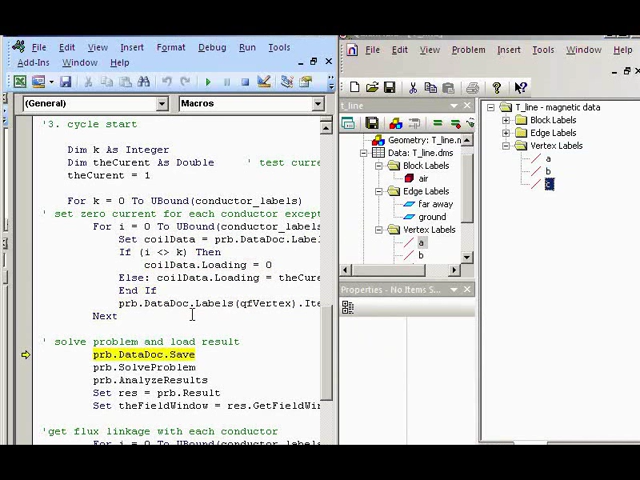 File Edit View Insert Format Debug Run Tools
Add-Ins Window Help
(General) Macros
'3. cycle start
Dim k As Integer
Dim theCurent As Double ' test curre
theCurent = 1
For k = 0 To UBound(conductor_labels)
' set zero current for each conductor except
For i = 0 To UBound(conductor_labels
Set coilData = prb.DataDoc.Label
If (i <> k) Then
coilData.Loading = 0
Else: coilData.Loading = theCure
End If
prb.DataDoc.Labels(qfVertex).Ite
Next
' solve problem and load result
prb.DataDoc.Save
prb.SolveProblem
prb.AnalyzeResults
Set res = prb.Result
Set theFieldWindow = res.GetFieldWin
'get flux linkage with each conductor
For i = 0 To UBound(conductor_labels
File Edit View Problem Insert Tools Window Help
t_line
Geometry: T_line.m
Data: T_line.dms
Block Labels
air
Edge Labels
far away
ground
Vertex Labels
a
b
Properties - No Items S...
T_line - magnetic data
Block Labels
Edge Labels
Vertex Labels
a
b
c